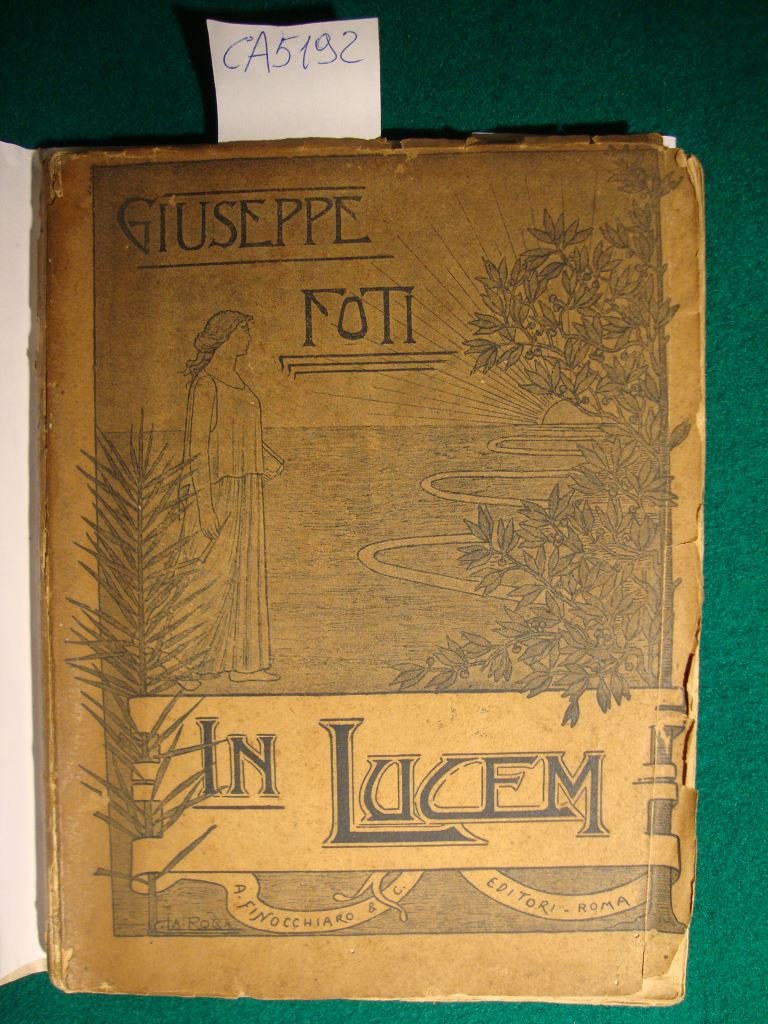 CA5192
GIUSEPPE
FOTI
IN LUCEM
A. FINOCCHIARO & C. EDITORI - ROMA